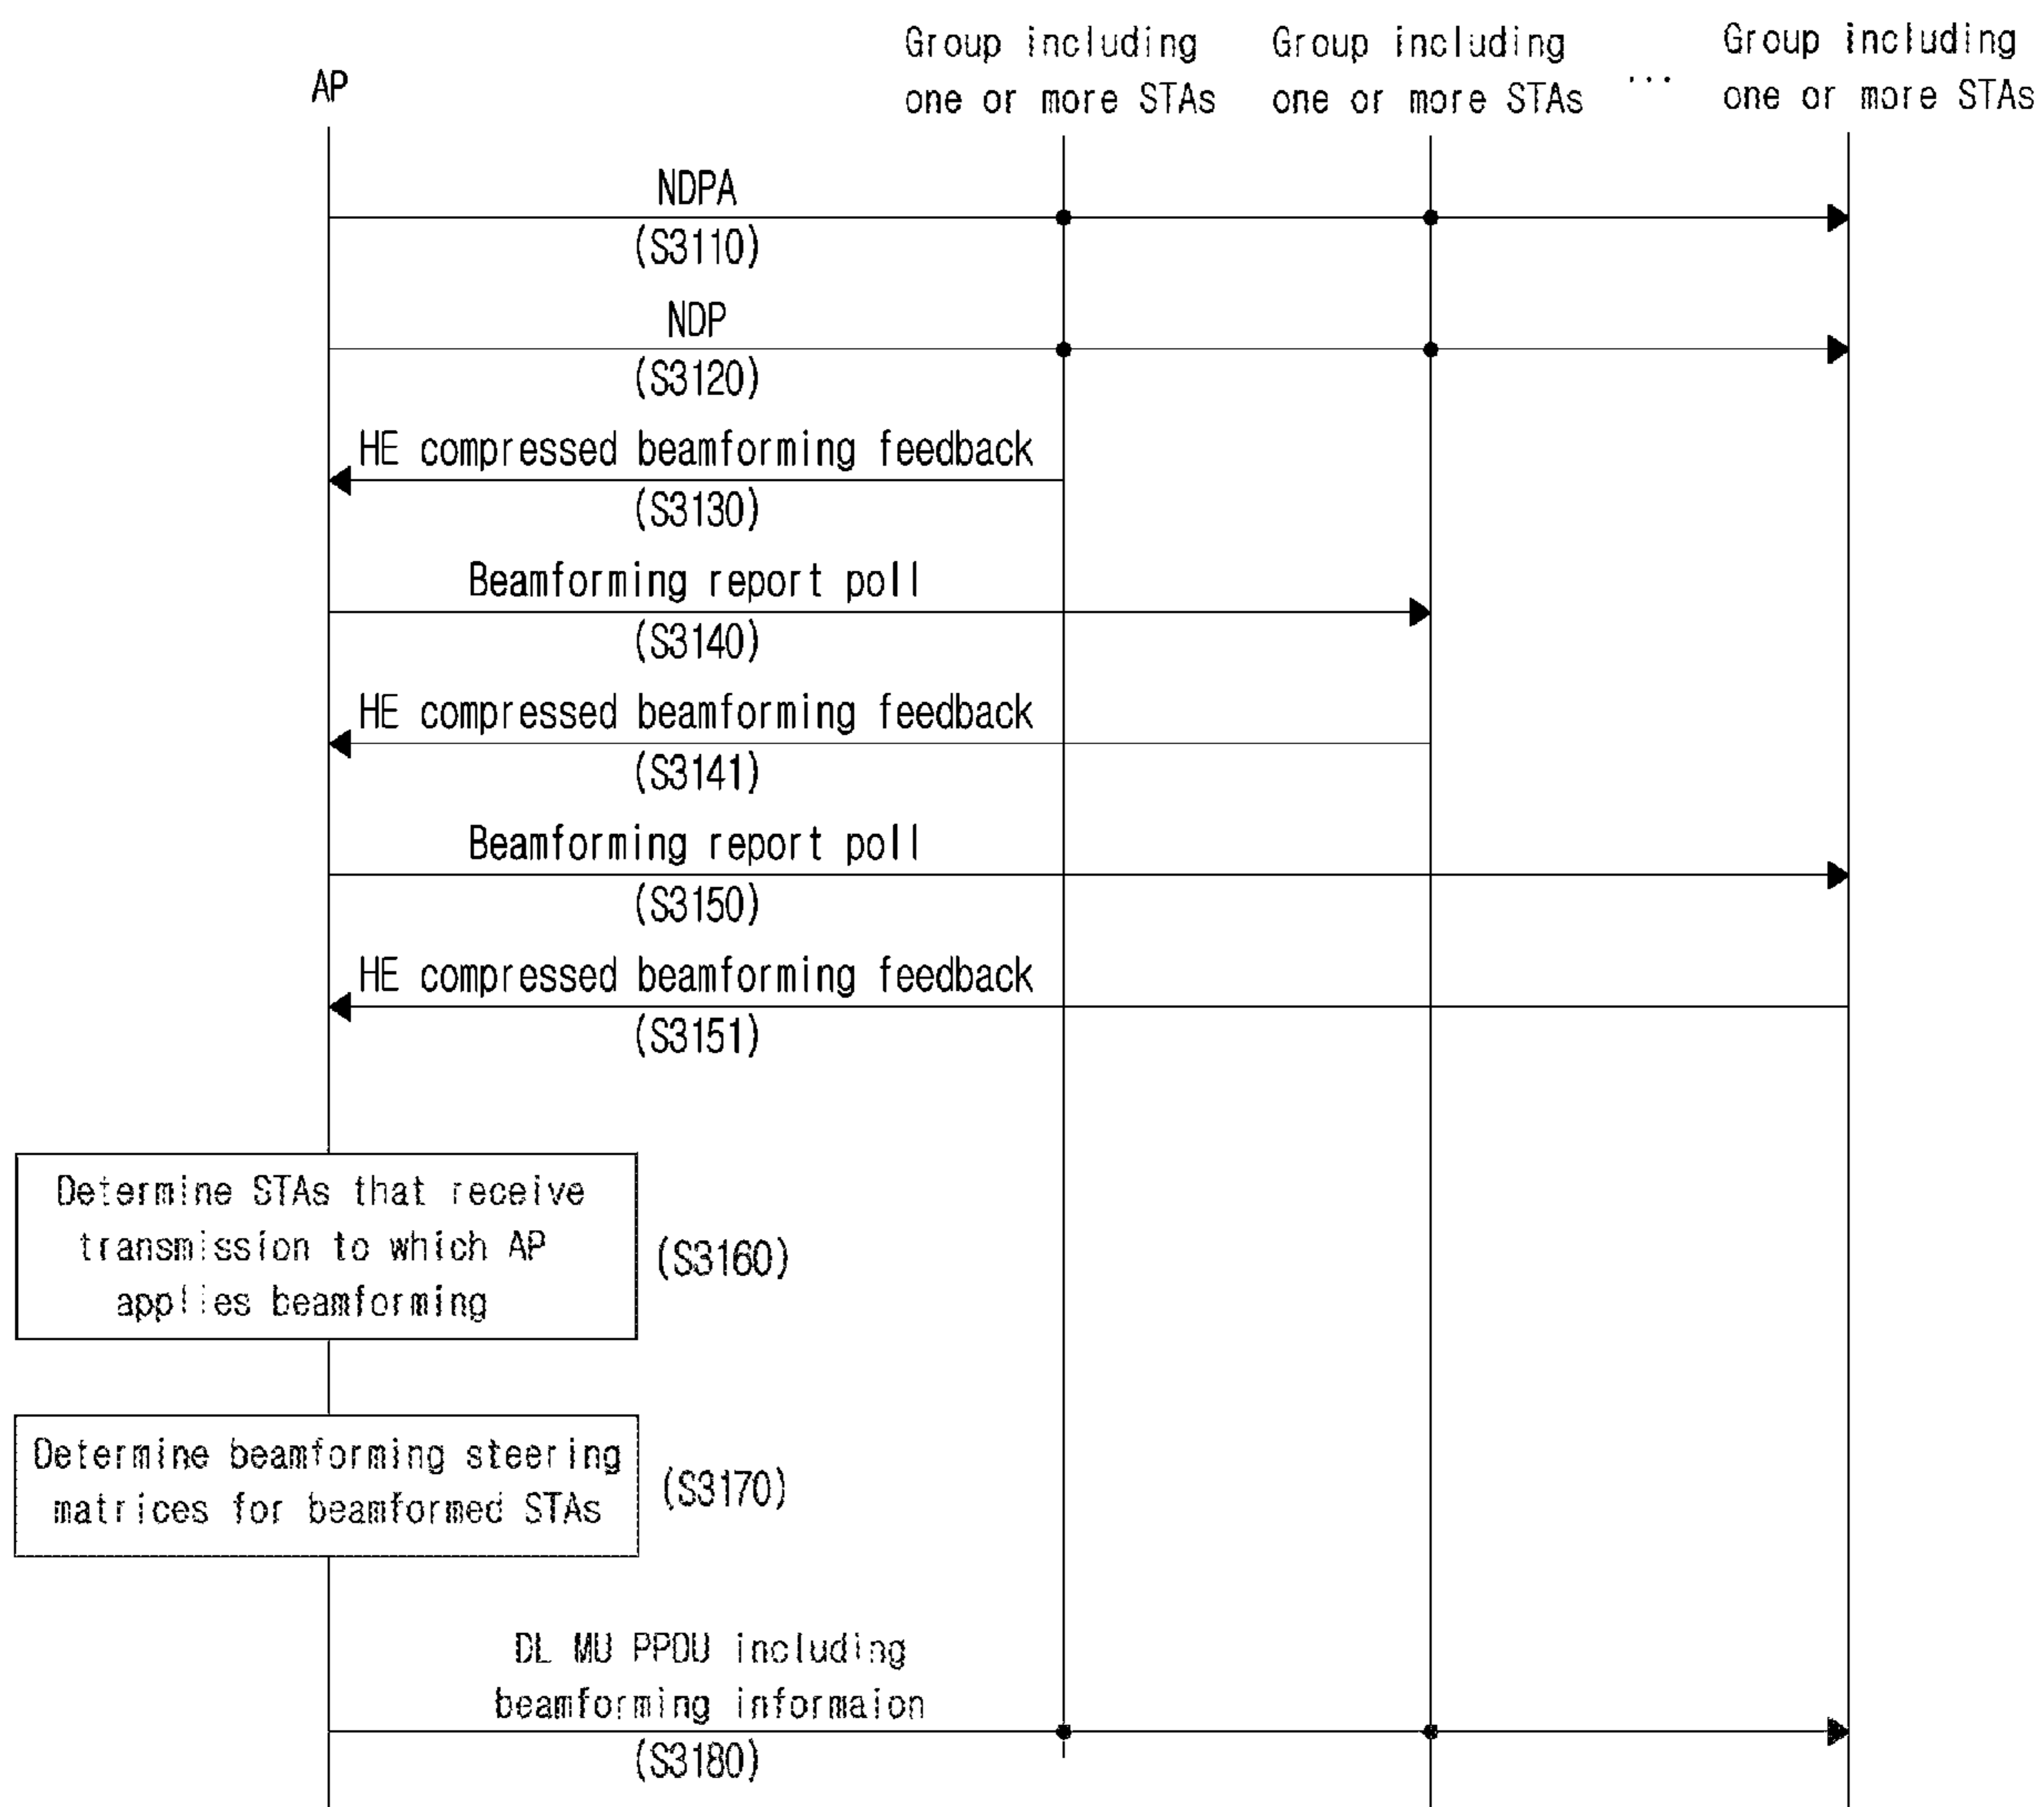 AP
Group including
one or more STAs
Group including
one or more STAs
...
Group including
one or more STAs
NDPA
(S3110)
NDP
(S3120)
HE compressed beamforming feedback
(S3130)
Beamforming report poll
(S3140)
HE compressed beamforming feedback
(S3141)
Beamforming report poll
(S3150)
HE compressed beamforming feedback
(S3151)
Determine STAs that receive
transmission to which AP
applies beamforming
(S3160)
Determine beamforming steering
matrices for beamformed STAs
(S3170)
DL MU PPDU including
beamforming informaion
(S3180)